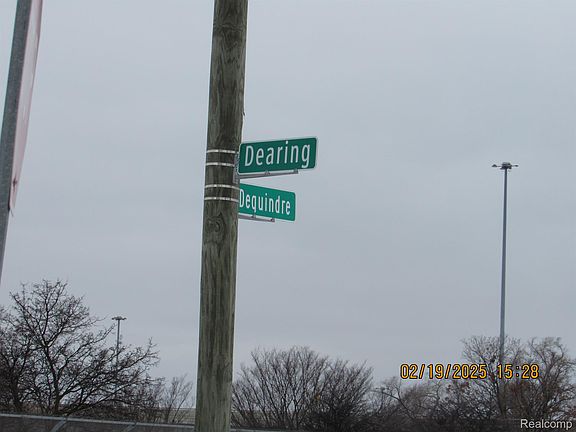 Dearing
Dequindre
02/19/2025 15:28
Realcomp